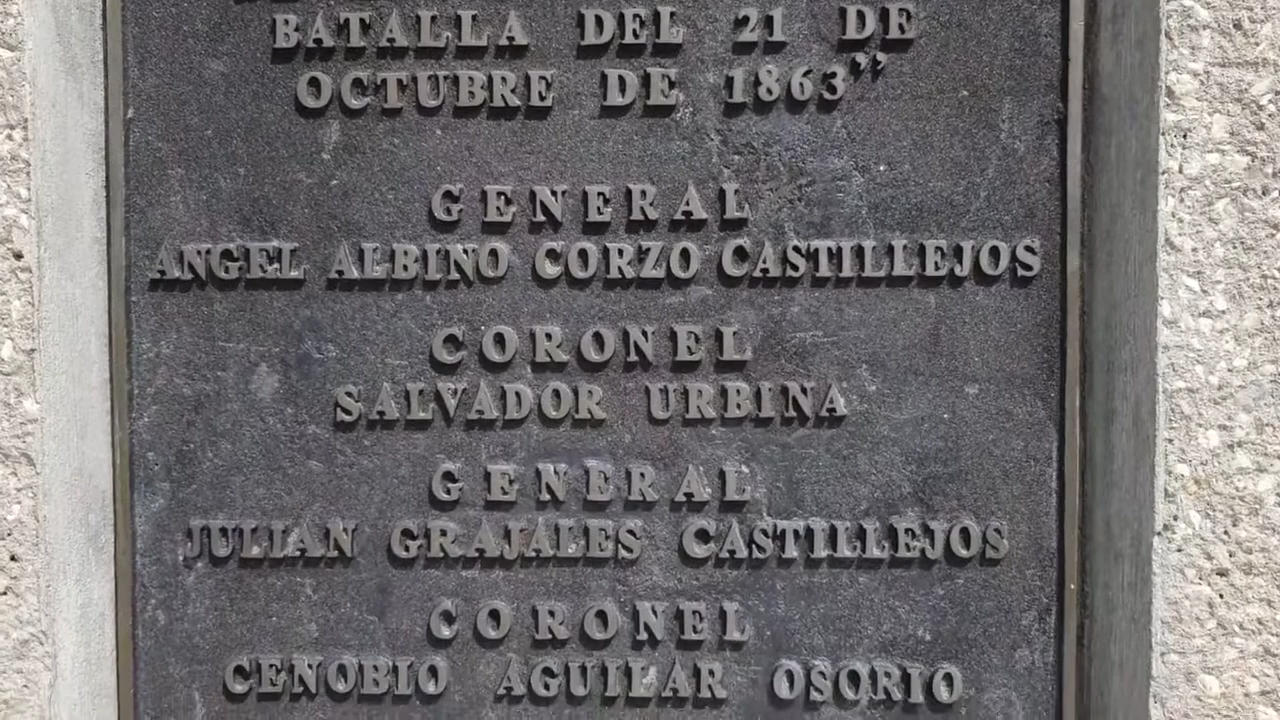 BATALLA DEL 21 DE
OCTUBRE DE 1863”
GENERAL
ANGEL ALBINO CORZO CASTILLEJOS
CORONEL
SALVADOR URBINA
GENERAL
JULIAN GRAJALES CASTILLEJOS
CORONEL
CENOBIO AGUILAR OSORIO